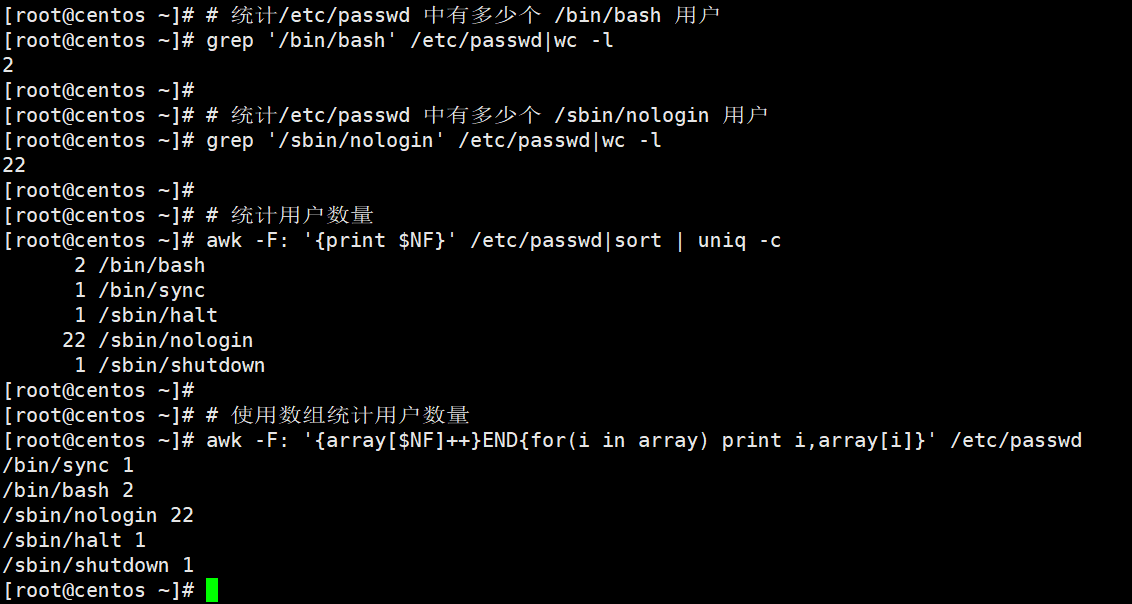 [root@centos ~]# # 统计/etc/passwd 中有多少个 /bin/bash 用户
[root@centos ~]# grep '/bin/bash' /etc/passwd|wc -l
2
[root@centos ~]#
[root@centos ~]# # 统计/etc/passwd 中有多少个 /sbin/nologin 用户
[root@centos ~]# grep '/sbin/nologin' /etc/passwd|wc -l
22
[root@centos ~]#
[root@centos ~]# # 统计用户数量
[root@centos ~]# awk -F: '{print $NF}' /etc/passwd|sort | uniq -c
      2 /bin/bash
      1 /bin/sync
      1 /sbin/halt
     22 /sbin/nologin
      1 /sbin/shutdown
[root@centos ~]#
[root@centos ~]# # 使用数组统计用户数量
[root@centos ~]# awk -F: '{array[$NF]++}END{for(i in array) print i,array[i]}' /etc/passwd
/bin/sync 1
/bin/bash 2
/sbin/nologin 22
/sbin/halt 1
/sbin/shutdown 1
[root@centos ~]#